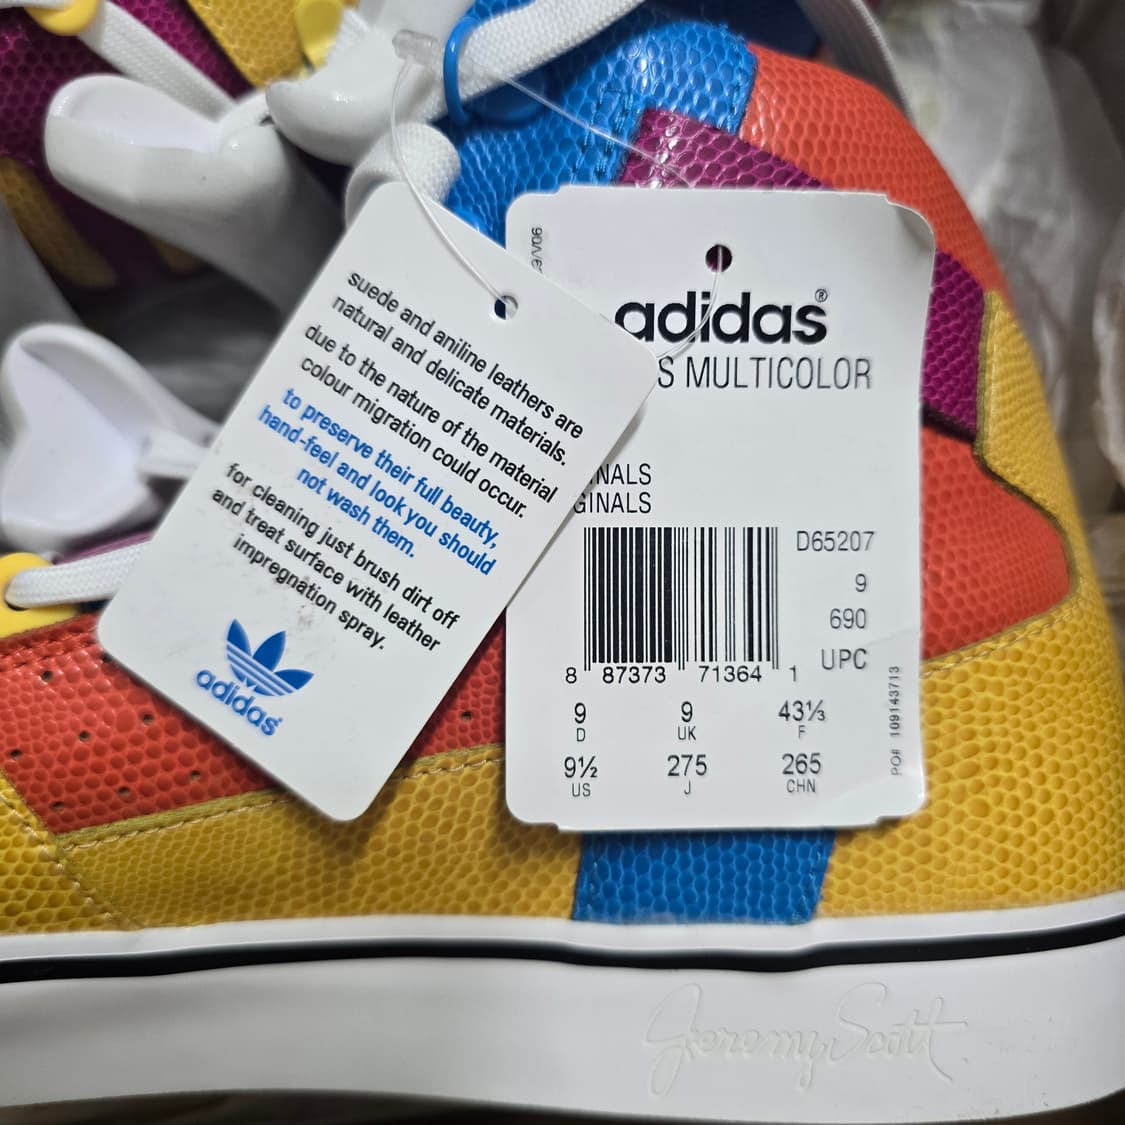 suede and aniline leathers are
natural and delicate materials.
due to the nature of the material
colour migration could occur.
to preserve their full beauty,
hand-feel and look you should
not wash them.
for cleaning just brush dirt off
and treat surface with leather
impregnation spray.
adidas
adidas®
S MULTICOLOR
NALS
GINALS
D65207
9
690
UPC
8 87373 71364 1
9 9 43⅓
D UK F
9½ 275 265
US J CHN
PO# 109143713
Jeremy Scott